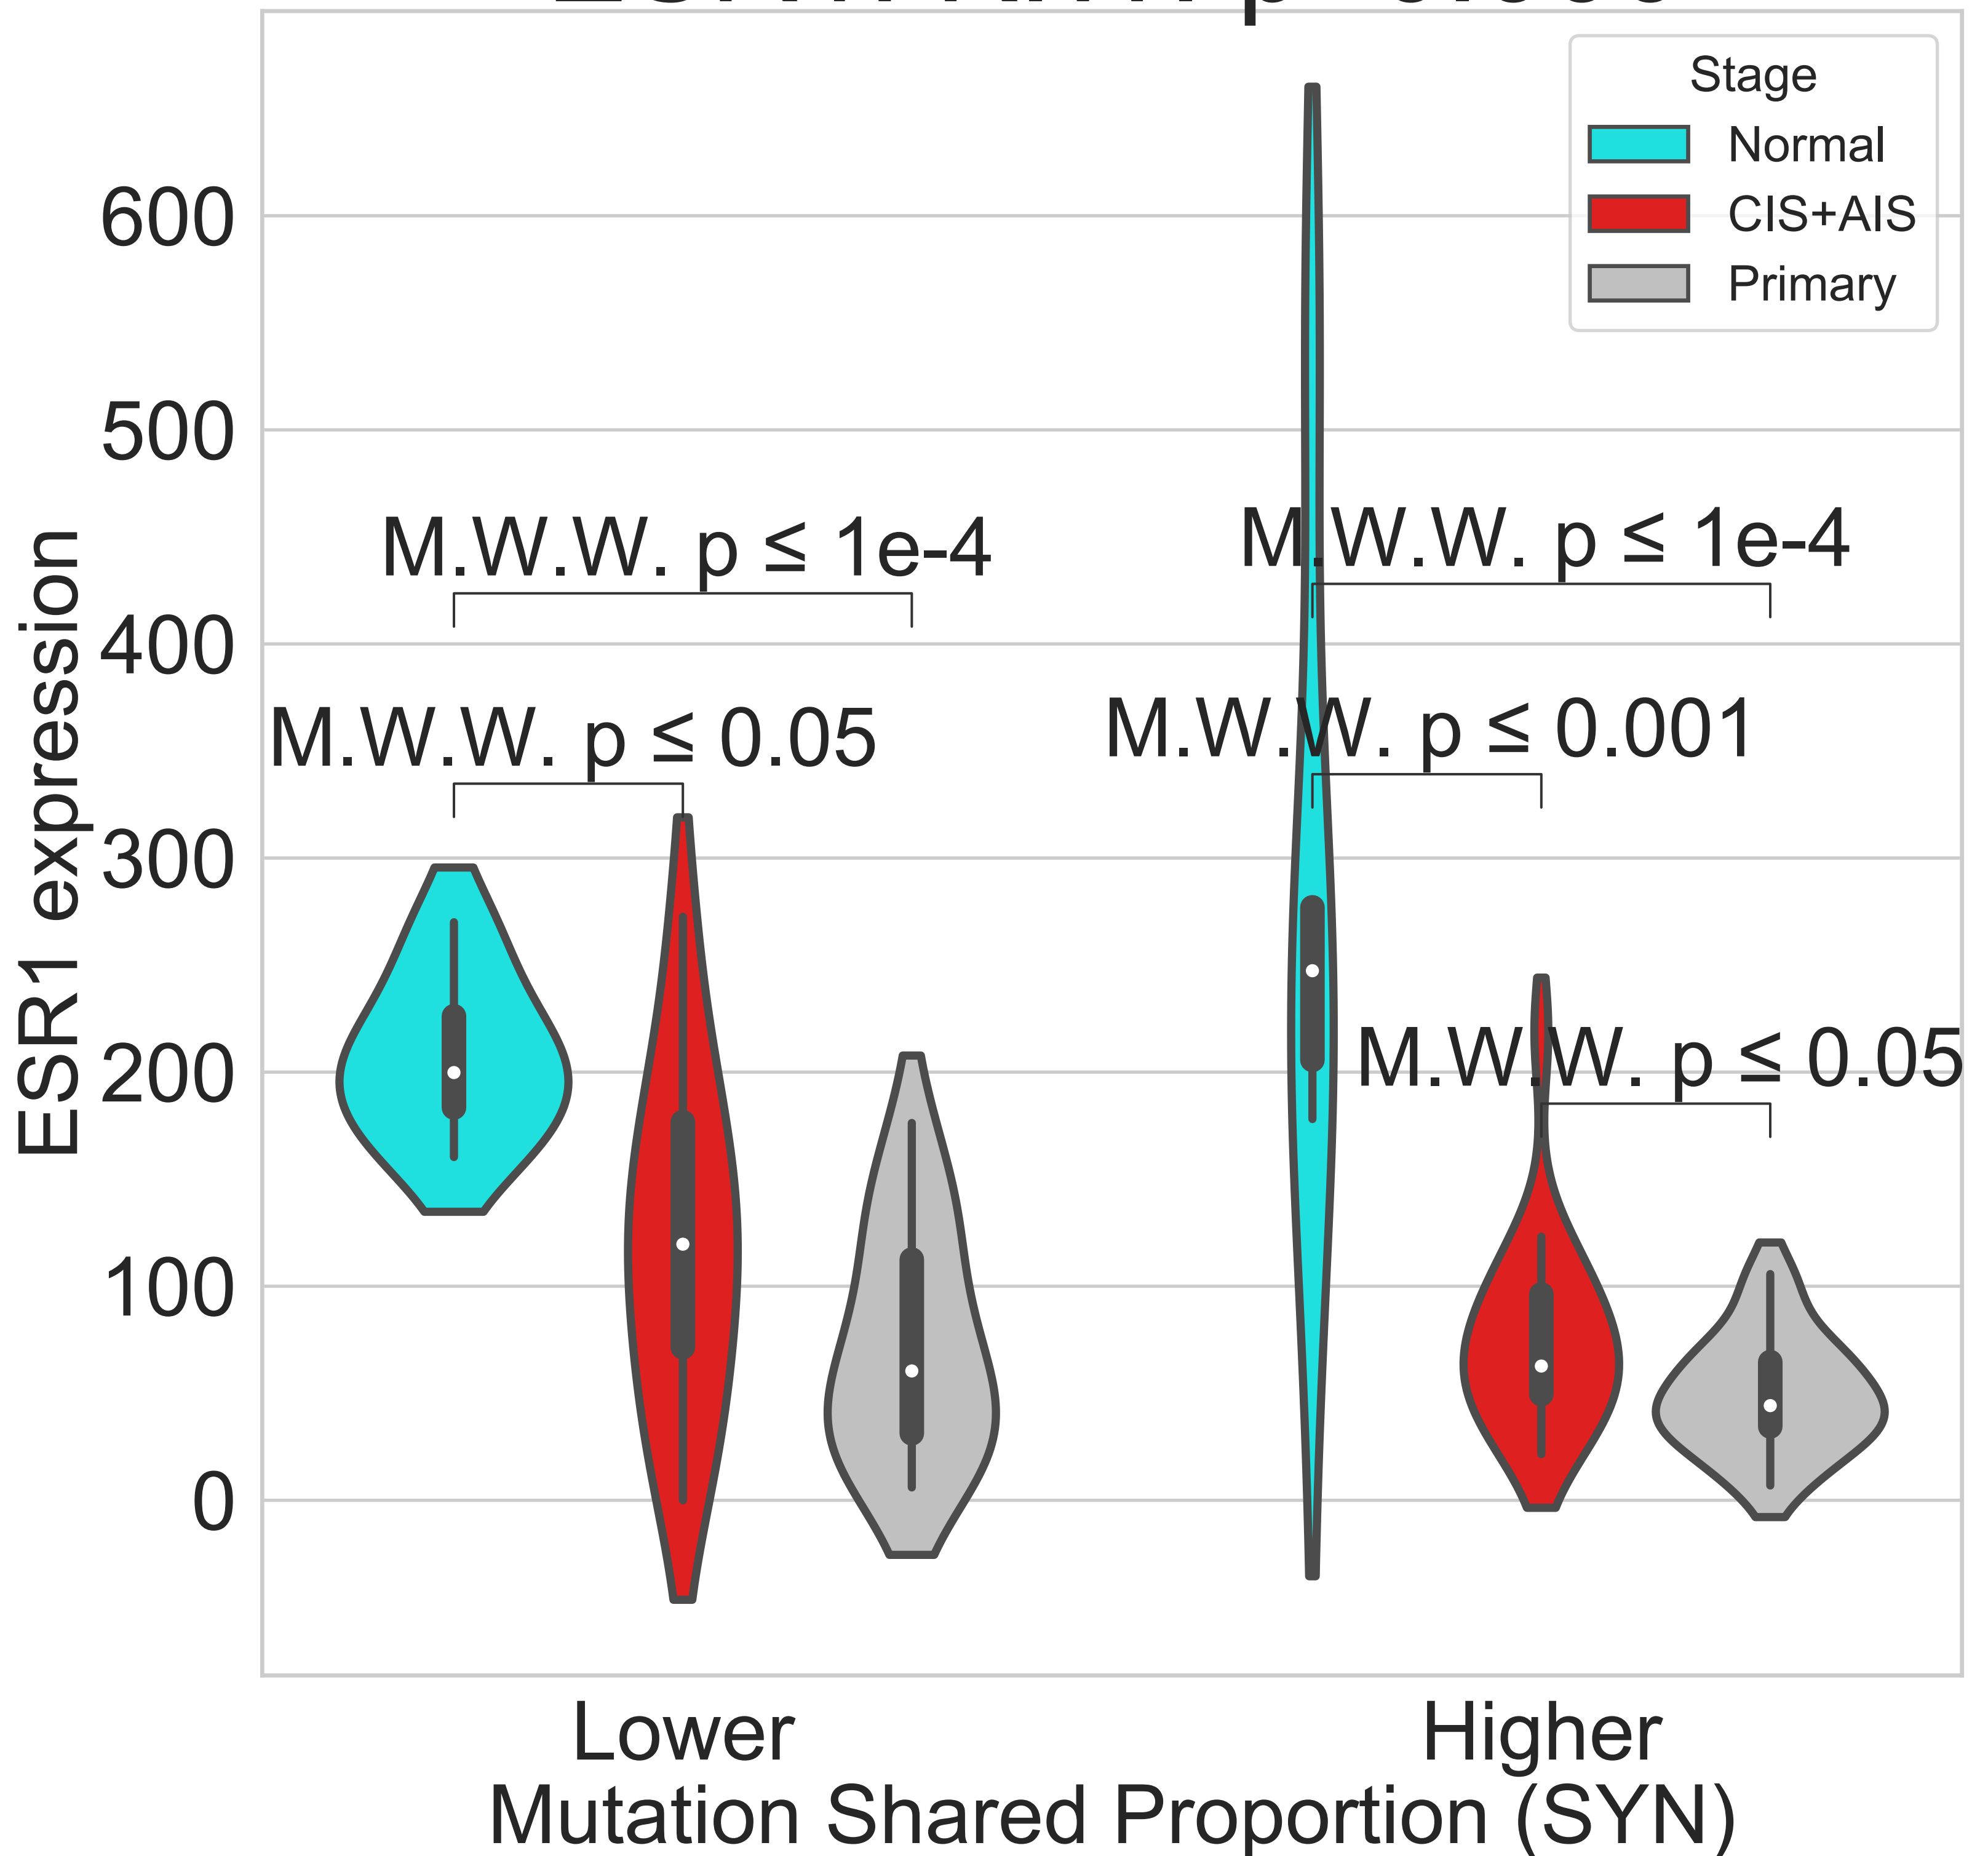 Stage
Normal
CIS+AIS
Primary
600
500
400
300
200
100
0
ESR1 expression
M.W.W. p ≤ 1e-4
M.W.W. p ≤ 1e-4
M.W.W. p ≤ 0.05
M.W.W. p ≤ 0.001
M.W.W. p ≤ 0.05
Lower
Higher
Mutation Shared Proportion (SYN)